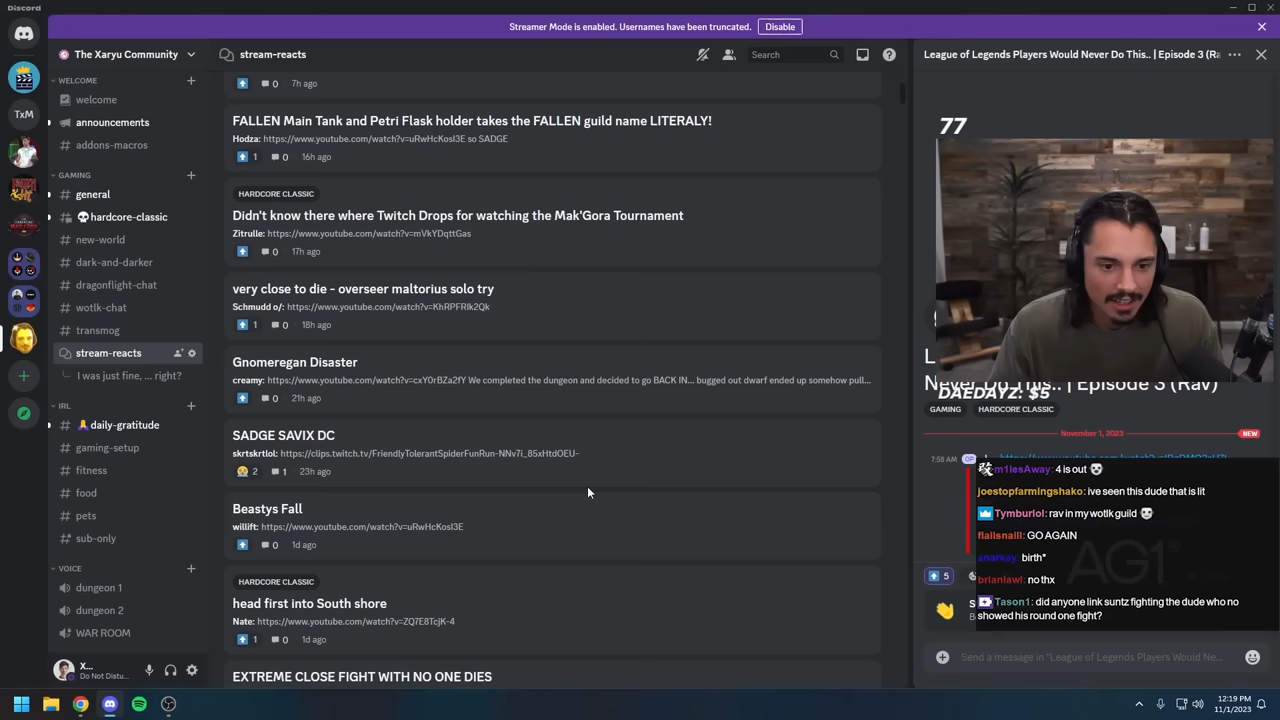 Discord
Streamer Mode is enabled. Usernames have been truncated. Disable
The Xaryu Community
stream-reacts
Search
League of Legends Players Would Never Do This.. | Episode 3 (Ra
WELCOME
welcome
announcements
addons-macros
GAMING
general
hardcore-classic
new-world
dark-and-darker
dragonflight-chat
wotlk-chat
transmog
stream-reacts
I was just fine, ... right?
IRL
daily-gratitude
gaming-setup
fitness
food
pets
sub-only
VOICE
dungeon 1
dungeon 2
WAR ROOM
X...
Do Not Distu...
TxM
0 7h ago
FALLEN Main Tank and Petri Flask holder takes the FALLEN guild name LITERALY!
Hodza: https://www.youtube.com/watch?v=uRwHcKosI3E so SADGE
1 0 16h ago
HARDCORE CLASSIC
Didn't know there where Twitch Drops for watching the Mak'Gora Tournament
Zitrulle: https://www.youtube.com/watch?v=mVkYDqttGas
0 17h ago
very close to die - overseer maltorius solo try
Schmudd o/: https://www.youtube.com/watch?v=KhRPFRlk2Qk
1 0 18h ago
Gnomeregan Disaster
creamy: https://www.youtube.com/watch?v=cxY0rBZa2fY We completed the dungeon and decided to go BACK IN... bugged out dwarf ended up somehow pull...
0 21h ago
SADGE SAVIX DC
skrtskrtlol: https://clips.twitch.tv/FriendlyTolerantSpiderFunRun-NNv7i_85xHtdOEU-
2 1 23h ago
Beastys Fall
willift: https://www.youtube.com/watch?v=uRwHcKosI3E
0 1d ago
HARDCORE CLASSIC
head first into South shore
Nate: https://www.youtube.com/watch?v=ZQ7E8TcjK-4
1 0 1d ago
EXTREME CLOSE FIGHT WITH NO ONE DIES
77
L
Never Do This.. | Episode 3 (Rav)
DAEDAYZ: $5
GAMING HARDCORE CLASSIC
November 1, 2023 NEW
7:58 AM OP
m1lesAway: 4 is out
joestopfarmingshako: ive seen this dude that is lit
Tymburlol: rav in my wotlk guild
flallsnaill: GO AGAIN
anarkay: birth*
brianlawl: no thx
Tason1: did anyone link suntz fighting the dude who no
showed his round one fight?
AG1
5
S
B
Send a message in "League of Legends Players Would Ne...
12:19 PM
11/1/2023